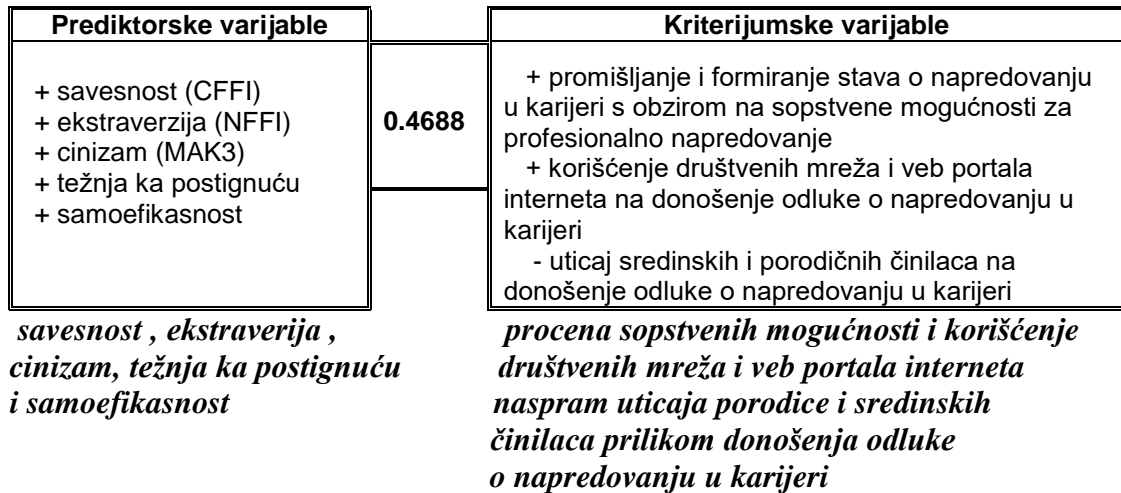 Prediktorske varijable
+ savesnost (CFFI)
+ ekstraverzija (NFFI)
+ cinizam (MAK3)
+ težnja ka postignuću
+ samoefikasnost
0.4688
Kriterijumske varijable
+ promišljanje i formiranje stava o napredovanju
u karijeri s obzirom na sopstvene mogućnosti za
profesionalno napredovanje
+ korišćenje društvenih mreža i veb portala
interneta na donošenje odluke o napredovanju u
karijeri
- uticaj sredinskih i porodičnih činilaca na
donošenje odluke o napredovanju u karijeri
savesnost , ekstraverija ,
cinizam, težnja ka postignuću
i samoefikasnost
procena sopstvenih mogućnosti i korišćenje
društvenih mreža i veb portala interneta
naspram uticaja porodice i sredinskih
činilaca prilikom donošenja odluke
o napredovanju u karijeri